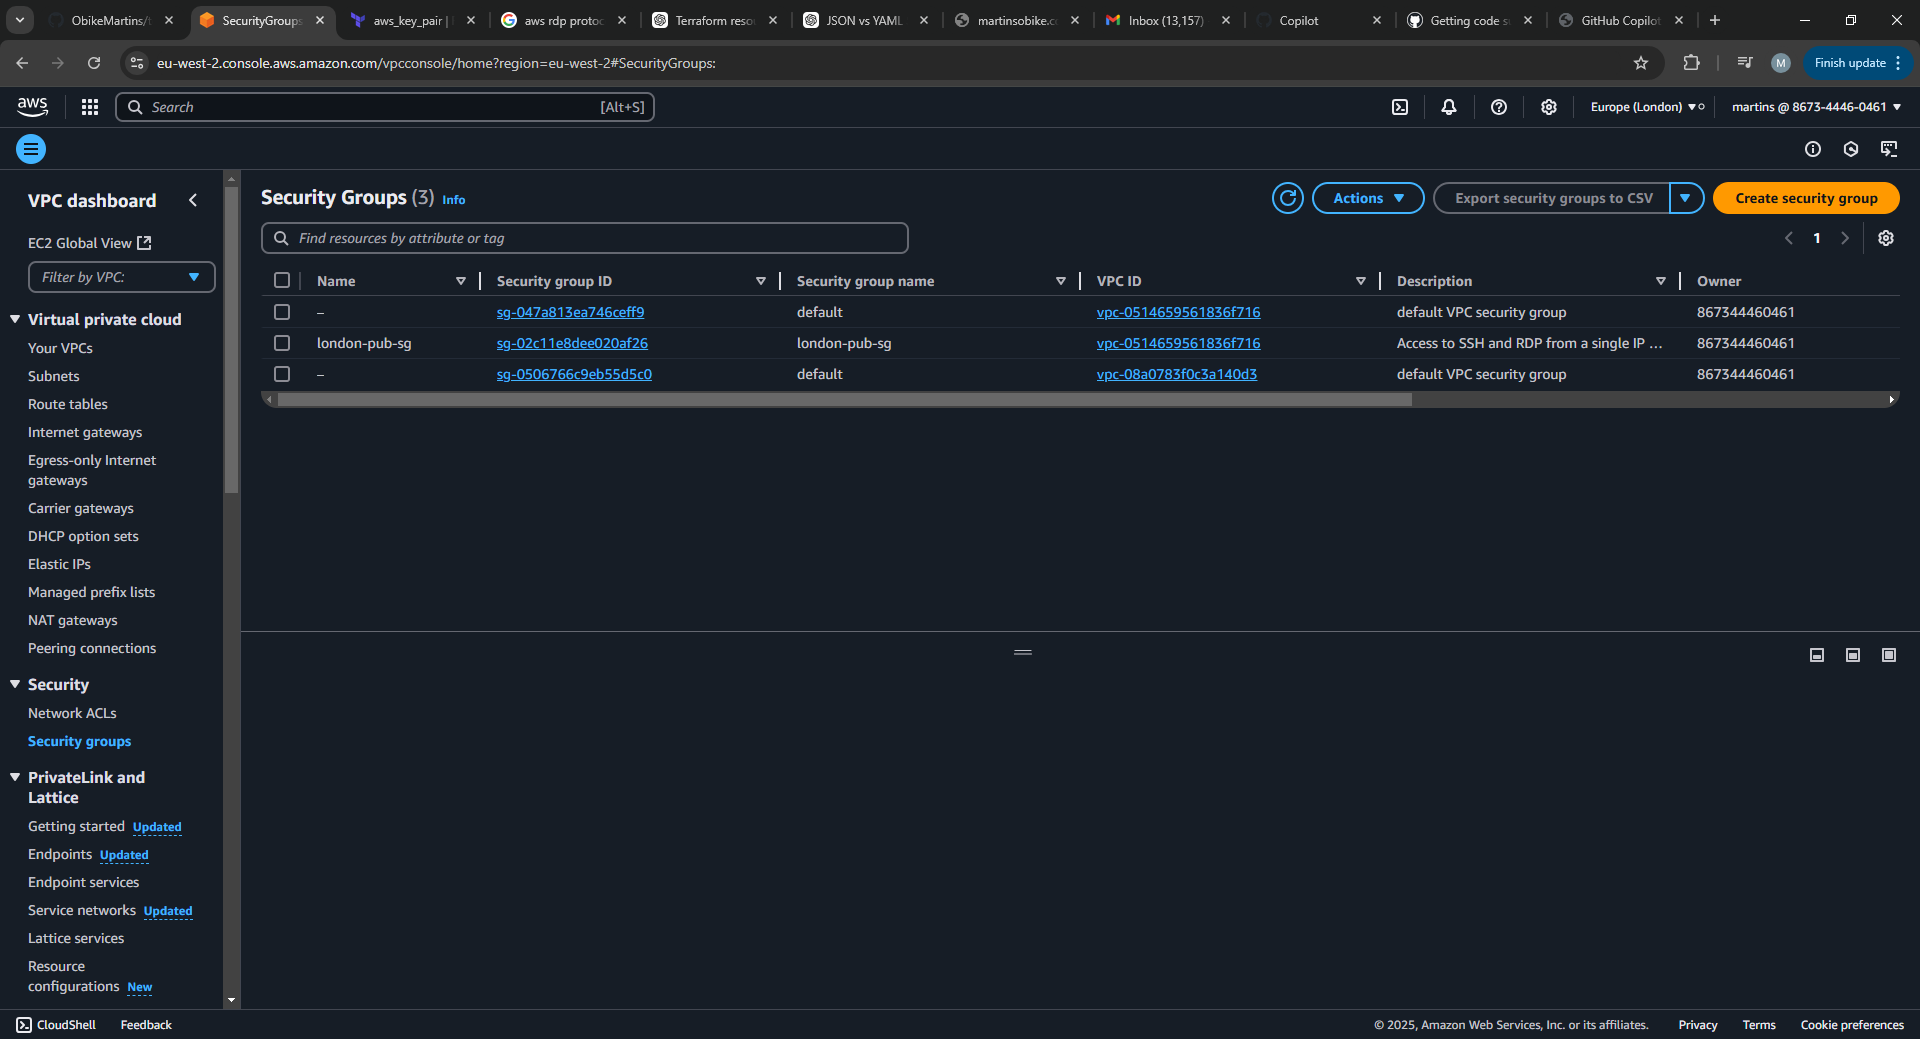 ObikeMartins/t
SecurityGroups
aws_key_pair |
aws rdp protoc
Terraform reso
JSON vs YAML
martinsobike.co
Inbox (13,157)
Copilot
Getting code su
GitHub Copilot
eu-west-2.console.aws.amazon.com/vpcconsole/home?region=eu-west-2#SecurityGroups:
M
Finish update
aws
Search
[Alt+S]
Europe (London)
martins @ 8673-4446-0461
VPC dashboard
EC2 Global View
Filter by VPC:
Virtual private cloud
Your VPCs
Subnets
Route tables
Internet gateways
Egress-only Internet
gateways
Carrier gateways
DHCP option sets
Elastic IPs
Managed prefix lists
NAT gateways
Peering connections
Security
Network ACLs
Security groups
PrivateLink and
Lattice
Getting started Updated
Endpoints Updated
Endpoint services
Service networks Updated
Lattice services
Resource
configurations New
Security Groups (3) Info
Actions
Export security groups to CSV
Create security group
Find resources by attribute or tag
1
Name Security group ID Security group name VPC ID Description Owner
– sg-047a813ea746ceff9 default vpc-0514659561836f716 default VPC security group 867344460461
london-pub-sg sg-02c11e8dee020af26 london-pub-sg vpc-0514659561836f716 Access to SSH and RDP from a single IP ... 867344460461
– sg-0506766c9eb55d5c0 default vpc-08a0783f0c3a140d3 default VPC security group 867344460461
CloudShell Feedback © 2025, Amazon Web Services, Inc. or its affiliates. Privacy Terms Cookie preferences